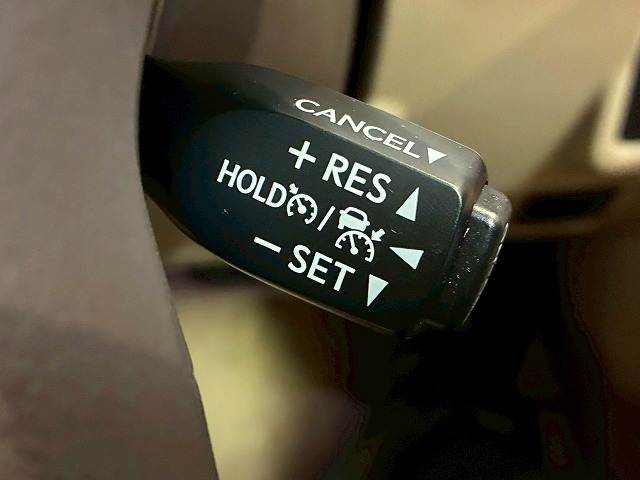 CANCEL▼
+ RES ▲
HOLD / ◀
− SET ▼